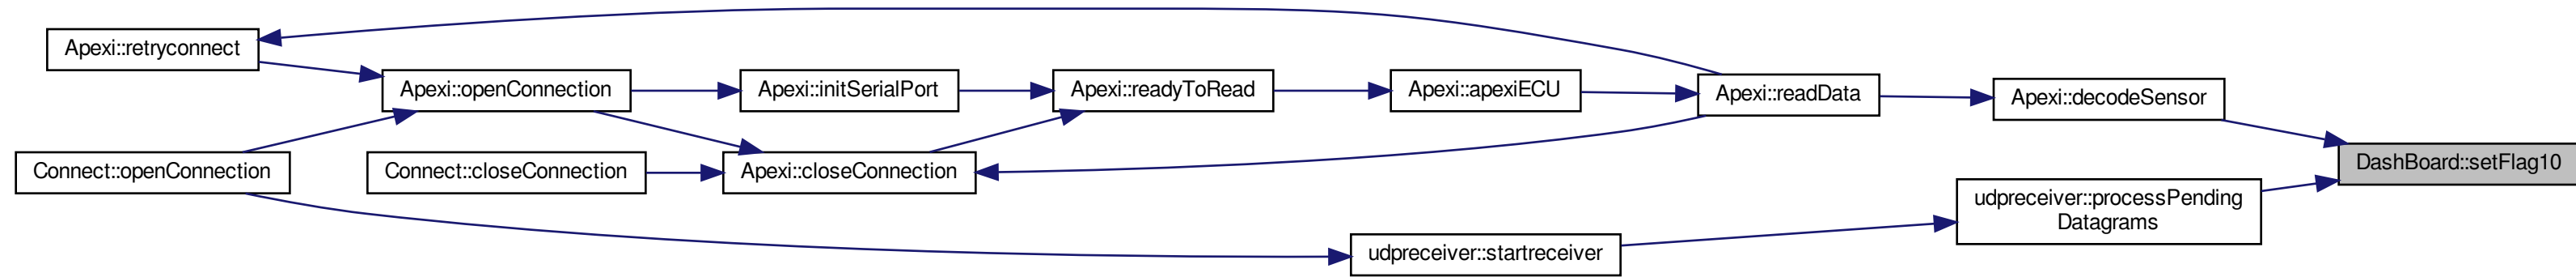 Apexi::retryconnect
Apexi::openConnection
Apexi::initSerialPort
Apexi::readyToRead
Apexi::apexiECU
Apexi::readData
Apexi::decodeSensor
Connect::openConnection
Connect::closeConnection
Apexi::closeConnection
DashBoard::setFlag10
udpreceiver::processPending
Datagrams
udpreceiver::startreceiver